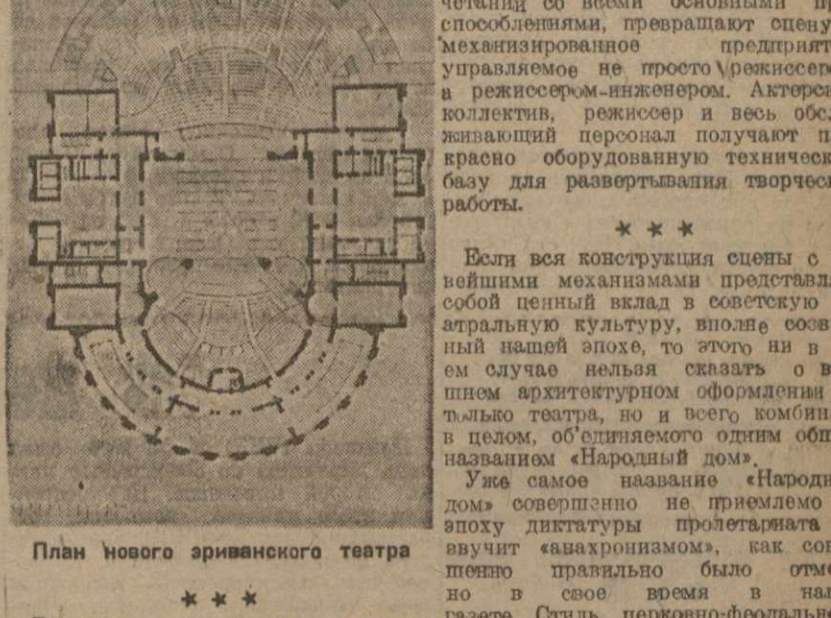 План нового эриванского театра
* * *
четании со всеми основными
способлениями, превращают сцену
механизированное предприят
управляемое не просто режиссер
а режиссером-инженером. Актерск
коллектив, режиссер и весь обс
живающий персонал получают п
красно оборудованную техническ
базу для развертывания творческ
работы.
* * *
Если вся конструкция сцены с
вейшими механизмами представл
собой ценный вклад в советскую
атральную культуру, вполне созв
ный нашей эпохе, то этого ни в
ем случае нельзя сказать о в
шнем архитектурном оформлении
только театра, но и всего комбин
в целом, об'единяемого одним общ
названием «Народный дом».
Уже самое название «Народн
дом» совершенно не приемлемо
эпоху диктатуры пролетариата
звучит «анахронизмом», как сов
шенно правильно было отме
но в свое время в наш
газете. Стиль церковно-феодальн